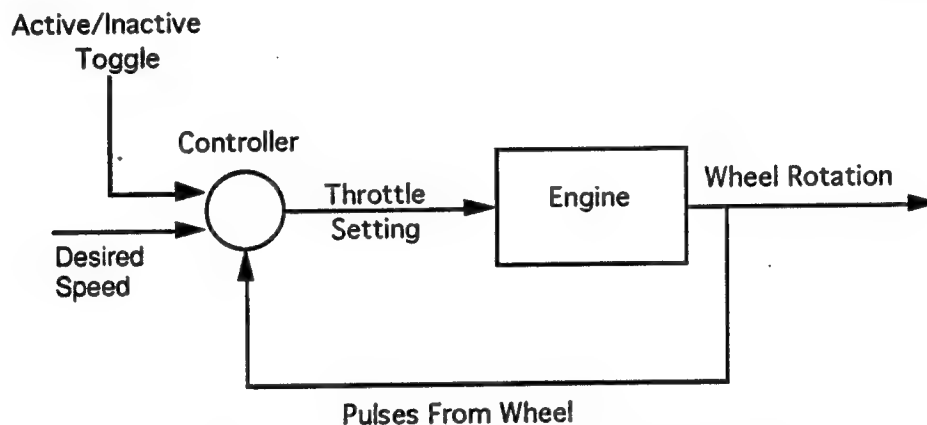 Active/Inactive
Toggle
Controller
Throttle
Setting
Engine
Wheel Rotation
Desired
Speed
Pulses From Wheel